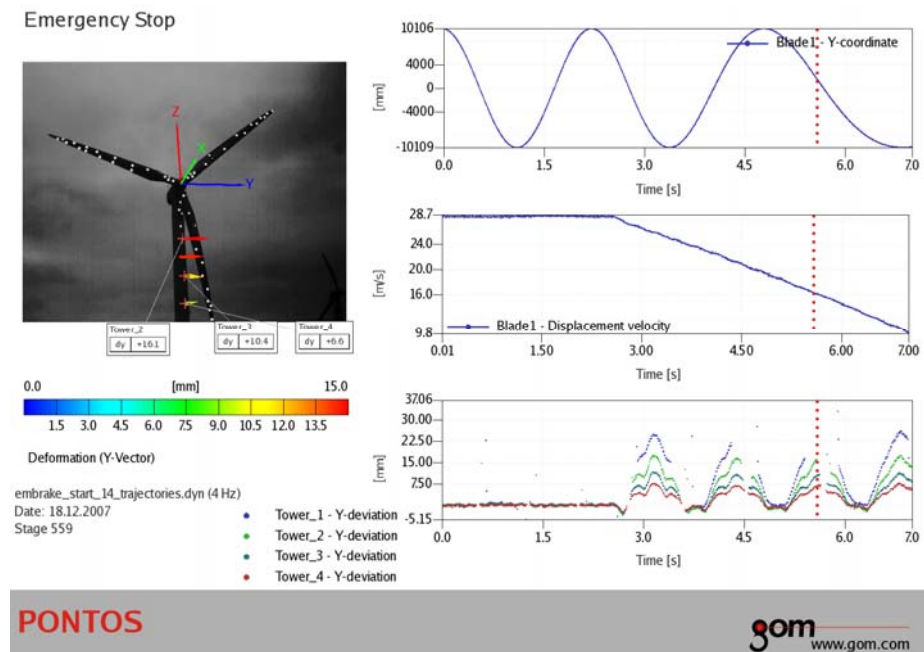 Emergency Stop
Z
X
Y
Tower_2
dy +16.1
Tower_3
dy +10.4
Tower_4
dy +6.6
0.0 [mm] 15.0
1.5 3.0 4.5 6.0 7.5 9.0 10.5 12.0 13.5
Deformation (Y-Vector)
embrake_start_14_trajectories.dyn (4 Hz)
Date: 18.12.2007
Stage 559
Tower_1 - Y-deviation
Tower_2 - Y-deviation
Tower_3 - Y-deviation
Tower_4 - Y-deviation
10106
4000
0
-4000
-10109
[mm]
Blade1 - Y-coordinate
0.0 1.5 3.0 4.5 6.0 7.0
Time [s]
28.7
24.0
20.0
16.0
9.8
[m/s]
Blade1 - Displacement velocity
0.01 1.50 3.00 4.50 6.00 7.00
Time [s]
37.06
30.00
22.50
15.00
7.50
-5.15
[mm]
0.0 1.5 3.0 4.5 6.0 7.0
Time [s]
PONTOS
gom
www.gom.com